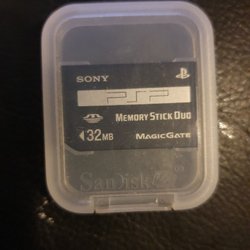 SONY
PSP
MEMORY STICK DUO
32MB
MAGICGATE
SanDisk